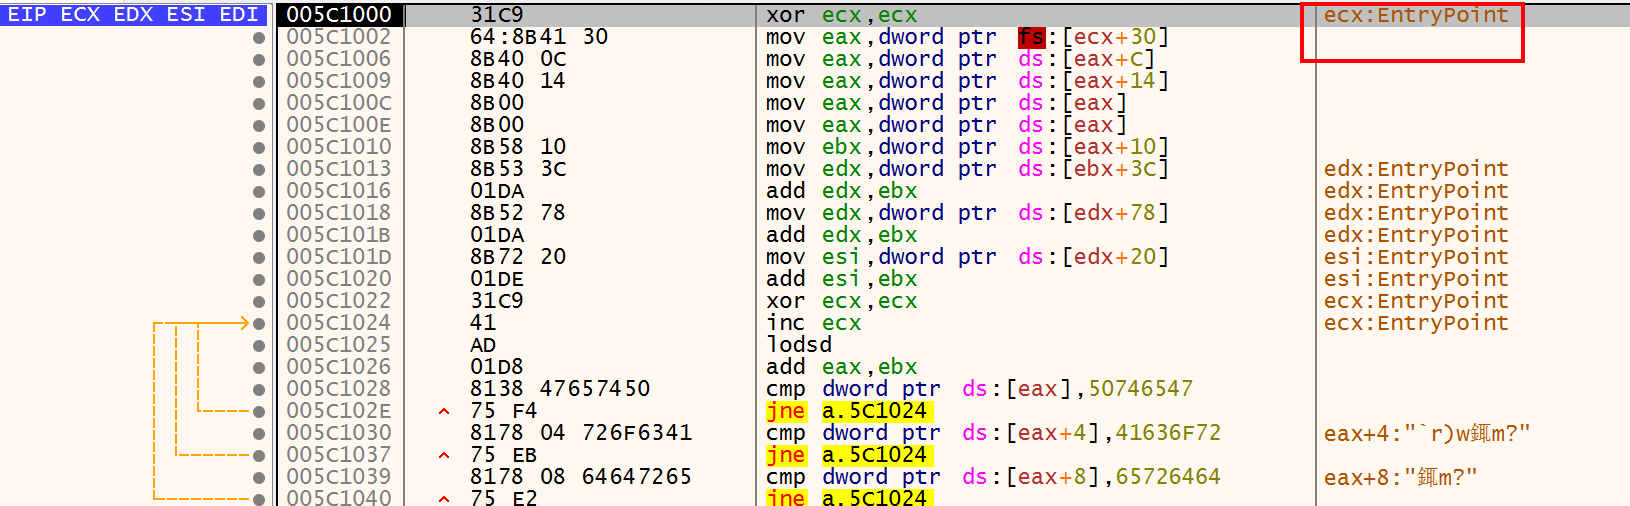 EIP ECX EDX ESI EDI 005C1000 31C9 xor ecx,ecx ecx:EntryPoint
005C1002 64:8B41 30 mov eax,dword ptr fs:[ecx+30]
005C1006 8B40 0C mov eax,dword ptr ds:[eax+C]
005C1009 8B40 14 mov eax,dword ptr ds:[eax+14]
005C100C 8B00 mov eax,dword ptr ds:[eax]
005C100E 8B00 mov eax,dword ptr ds:[eax]
005C1010 8B58 10 mov ebx,dword ptr ds:[eax+10]
005C1013 8B53 3C mov edx,dword ptr ds:[ebx+3C] edx:EntryPoint
005C1016 01DA add edx,ebx edx:EntryPoint
005C1018 8B52 78 mov edx,dword ptr ds:[edx+78] edx:EntryPoint
005C101B 01DA add edx,ebx edx:EntryPoint
005C101D 8B72 20 mov esi,dword ptr ds:[edx+20] esi:EntryPoint
005C1020 01DE add esi,ebx esi:EntryPoint
005C1022 31C9 xor ecx,ecx ecx:EntryPoint
005C1024 41 inc ecx ecx:EntryPoint
005C1025 AD lodsd
005C1026 01D8 add eax,ebx
005C1028 8138 47657450 cmp dword ptr ds:[eax],50746547
005C102E 75 F4 jne a.5C1024
005C1030 8178 04 726F6341 cmp dword ptr ds:[eax+4],41636F72 eax+4:"`r)w鋹m?"
005C1037 75 EB jne a.5C1024
005C1039 8178 08 64647265 cmp dword ptr ds:[eax+8],65726464 eax+8:"鋹m?"
005C1040 75 E2 jne a.5C1024